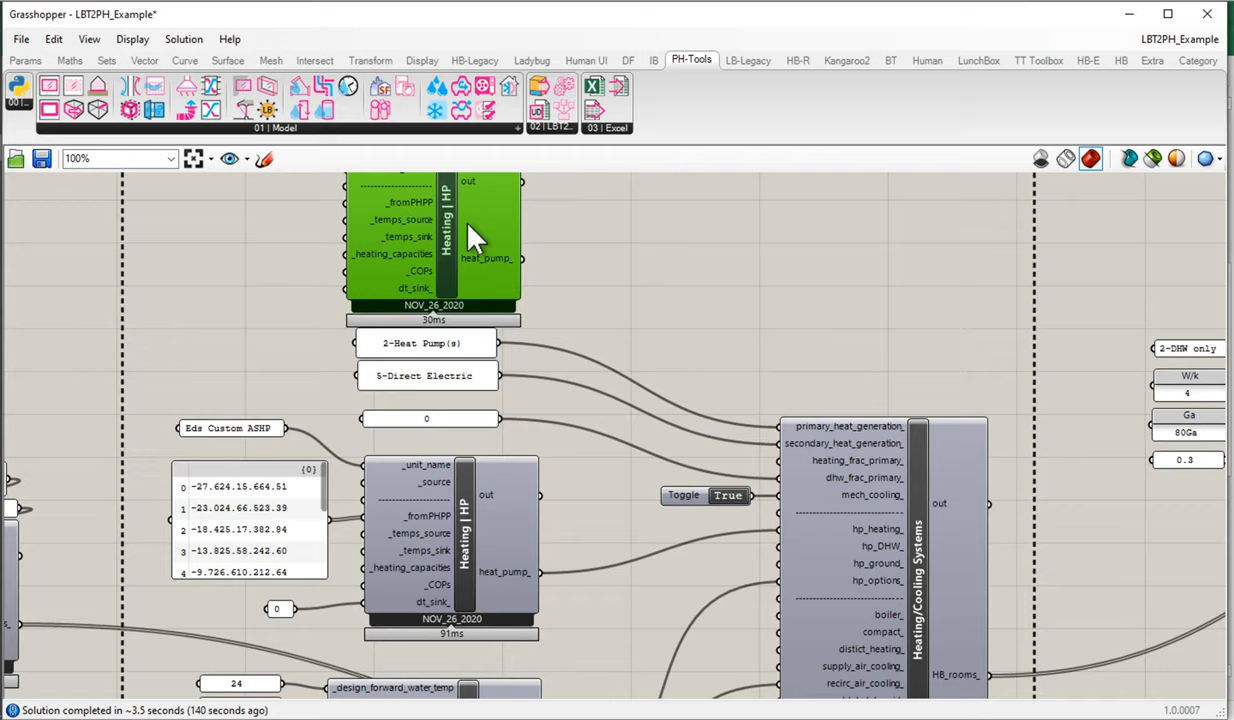 Grasshopper - LBT2PH_Example*
File Edit View Display Solution Help
LBT2PH_Example
Params Maths Sets Vector Curve Surface Mesh Intersect Transform Display HB-Legacy Ladybug Human UI DF IB PH-Tools LB-Legacy HB-R Kangaroo2 BT Human LunchBox TT Toolbox HB-E HB Extra Category
001...
SF
LB
UD
01 | Model
02 | LBT2...
03 | Excel
100%
out
_fromPHPP
_temps_source
_temps_sink
_heating_capacities
_COPs
dt_sink_
Heating | HP
heat_pump_
NOV_26_2020
30ms
2-Heat Pump(s)
5-Direct Electric
0
Eds Custom ASHP
{0}
0 -27.624.15.664.51
1 -23.024.66.523.39
2 -18.425.17.382.84
3 -13.825.58.242.60
4 -9.726.610.212.64
0
24
_unit_name
_source
_fromPHPP
_temps_source
_temps_sink
_heating_capacities
_COPs
dt_sink_
Heating | HP
out
heat_pump_
NOV_26_2020
91ms
_design_forward_water_temp
Toggle True
primary_heat_generation_
secondary_heat_generation_
heating_frac_primary_
dhw_frac_primary_
mech_cooling_
hp_heating_
hp_DHW_
hp_ground_
hp_options_
boiler_
compact_
distict_heating_
supply_air_cooling_
recirc_air_cooling_
Heating/Cooling Systems
out
HB_rooms_
2-DHW only
W/k
4
Ga
80Ga
0.3
Solution completed in ~3.5 seconds (140 seconds ago)
1.0.0007